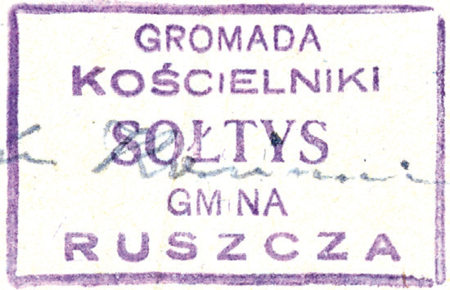 GROMADA
KOŚCIELNIKI
SOŁTYS
GMINA
RUSZCZA